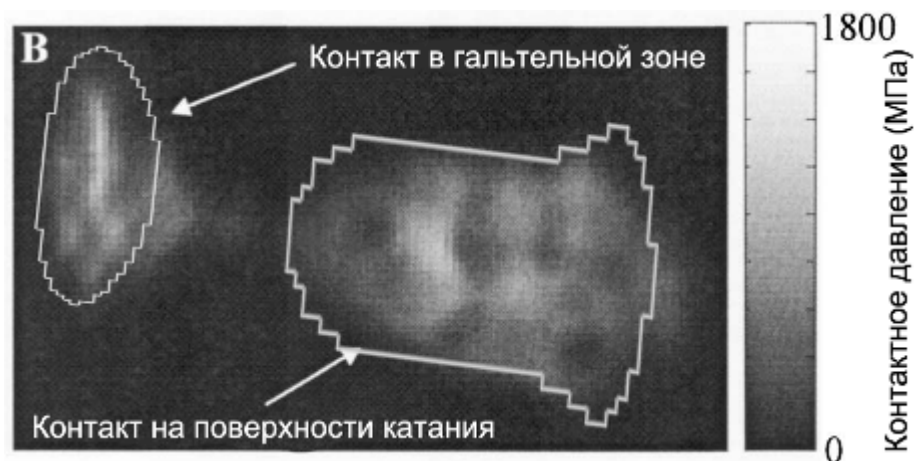 B
Контакт в гальтельной зоне
Контакт на поверхности катания
1800
0
Контактное давление (МПа)